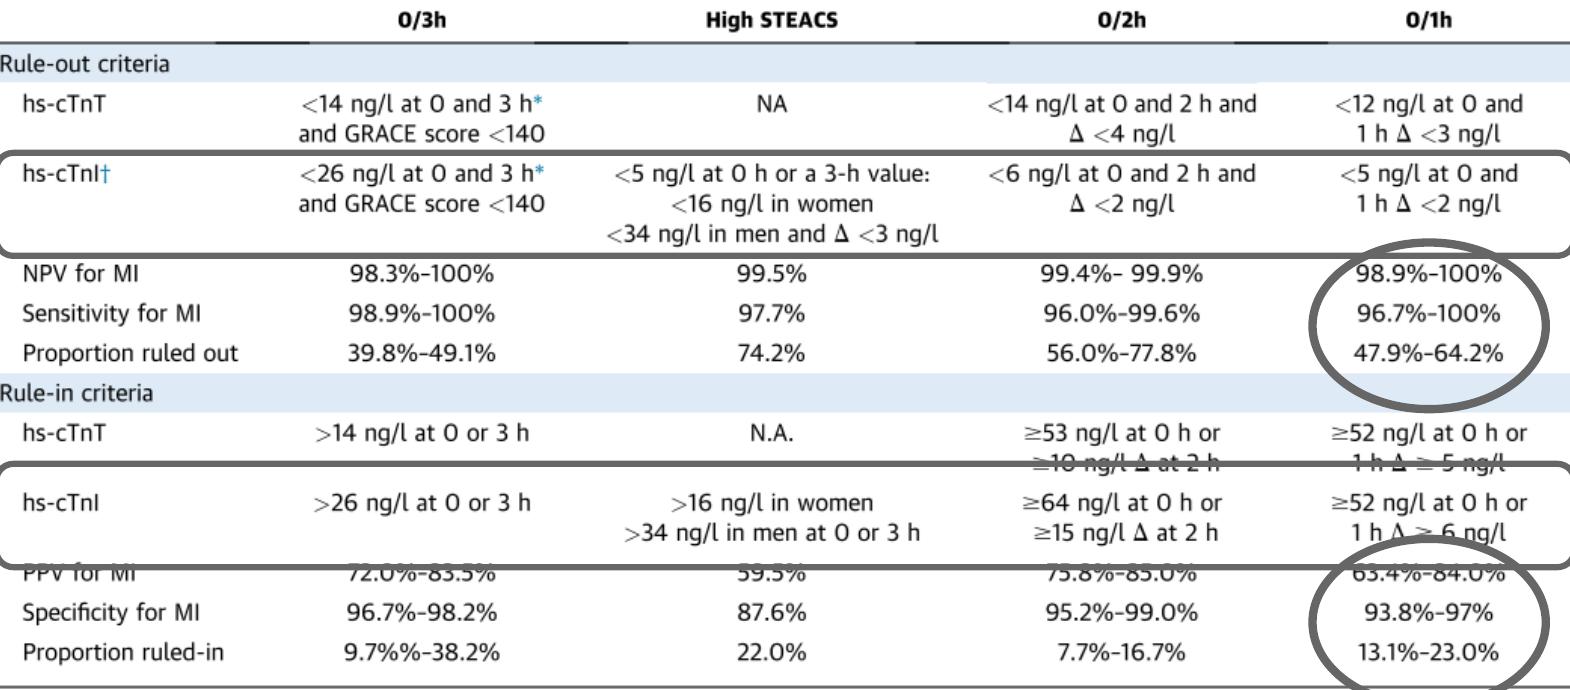 0/3h High STEACS 0/2h 0/1h
Rule-out criteria
hs-cTnT <14 ng/l at 0 and 3 h* NA <14 ng/l at 0 and 2 h and <12 ng/l at 0 and
and GRACE score <140 Δ <4 ng/l 1 h Δ <3 ng/l
hs-cTnI† <26 ng/l at 0 and 3 h* <5 ng/l at 0 h or a 3-h value: <6 ng/l at 0 and 2 h and <5 ng/l at 0 and
and GRACE score <140 <16 ng/l in women Δ <2 ng/l 1 h Δ <2 ng/l
<34 ng/l in men and Δ <3 ng/l
NPV for MI 98.3%-100% 99.5% 99.4%- 99.9% 98.9%-100%
Sensitivity for MI 98.9%-100% 97.7% 96.0%-99.6% 96.7%-100%
Proportion ruled out 39.8%-49.1% 74.2% 56.0%-77.8% 47.9%-64.2%
Rule-in criteria
hs-cTnT >14 ng/l at 0 or 3 h N.A. ≥53 ng/l at 0 h or ≥52 ng/l at 0 h or
≥10 ng/l Δ at 2 h 1 h Δ ≥ 5 ng/l
hs-cTnI >26 ng/l at 0 or 3 h >16 ng/l in women ≥64 ng/l at 0 h or ≥52 ng/l at 0 h or
>34 ng/l in men at 0 or 3 h ≥15 ng/l Δ at 2 h 1 h Δ ≥ 6 ng/l
PPV for MI 72.0%-83.5% 59.5% 75.8%-85.0% 63.4%-84.0%
Specificity for MI 96.7%-98.2% 87.6% 95.2%-99.0% 93.8%-97%
Proportion ruled-in 9.7%%-38.2% 22.0% 7.7%-16.7% 13.1%-23.0%